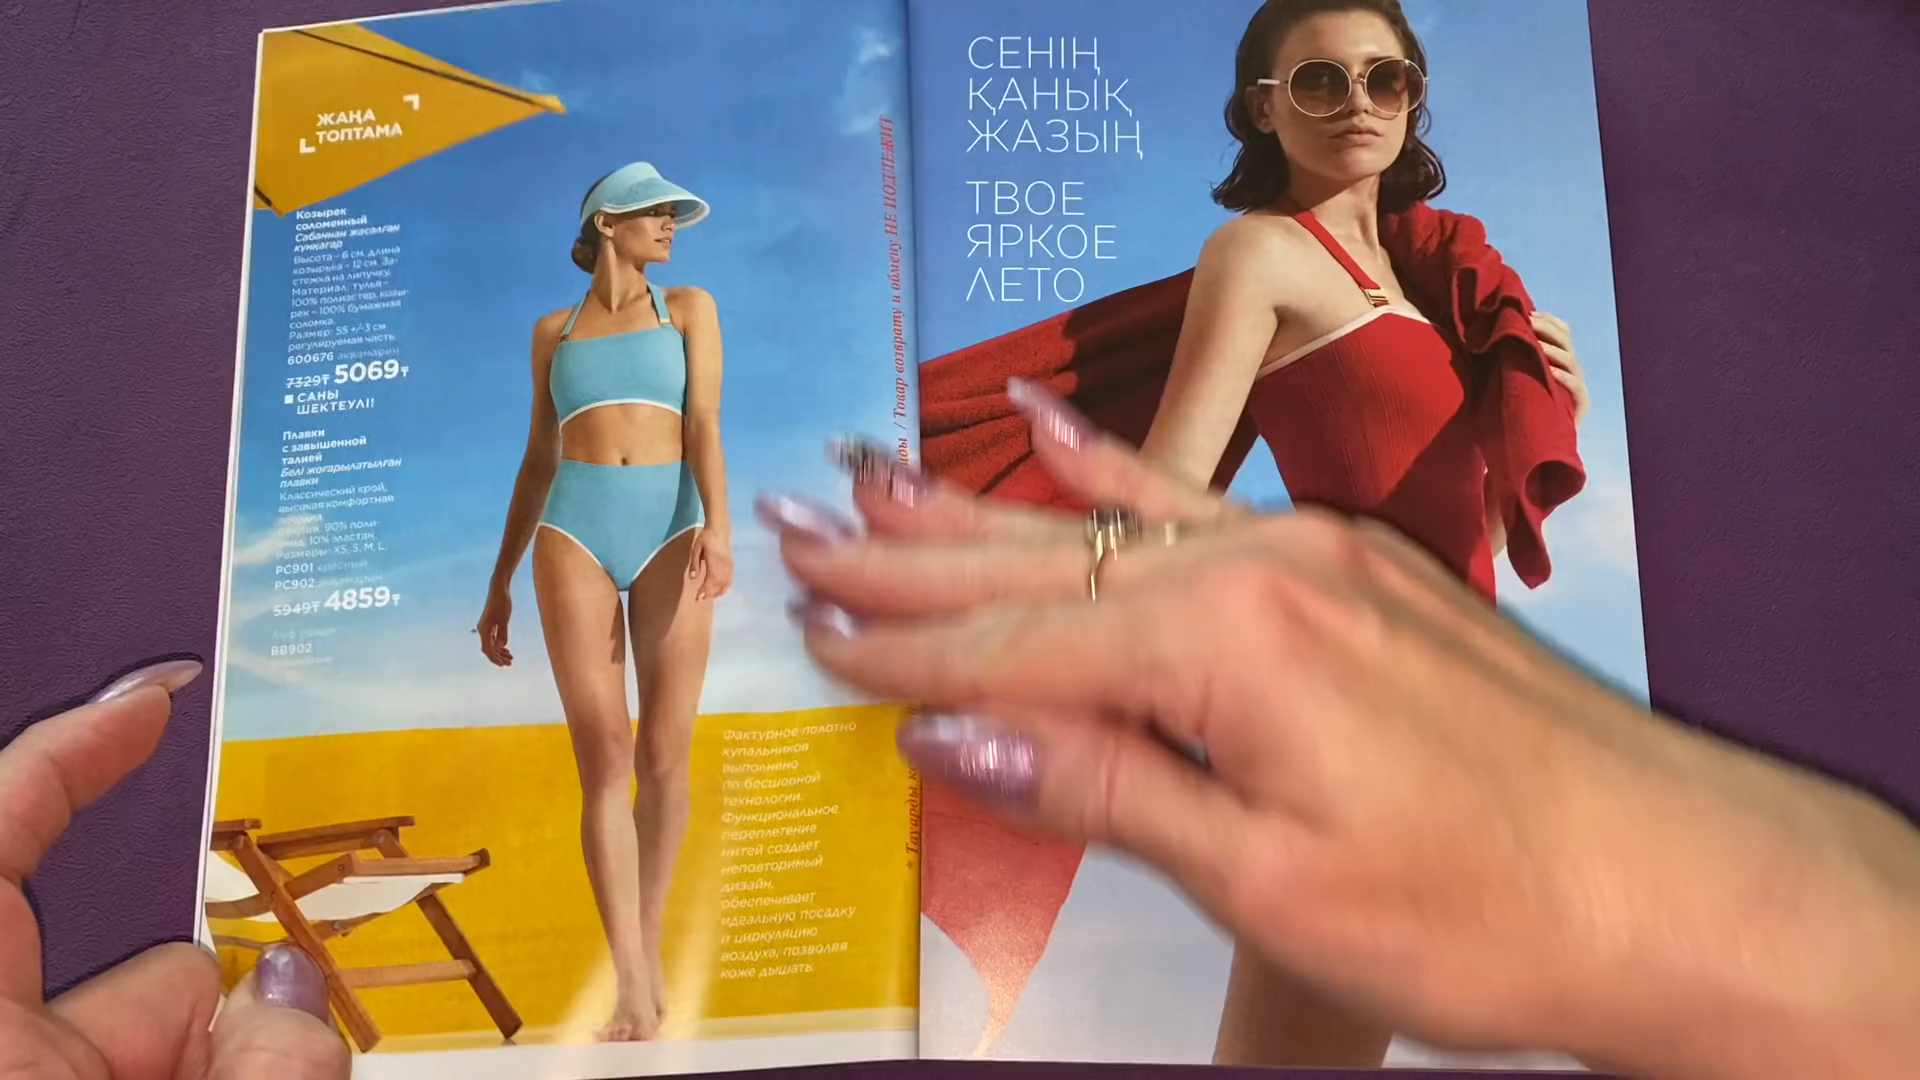 ЖАҢА
ТОПТАМА
Козырек
соломенный
Сабаннан жасалған
күнқағар
Высота – 6 см, длина
козырька – 12 см. За-
стежка на липучку.
Материал: тулья –
100% полиэстер, козы-
рек – 100% бумажная
соломка.
Размер: 55 +/-3 см
регулируемая часть.
600676 аквамарин
7329₸ 5069₸
САНЫ
ШЕКТЕУЛІ!
Плавки
с завышенной
талией
Белі жоғарылатылған
плавки
Классический крой,
высокая комфортная
90% поли-
10% эластан.
Размеры: XS, S, M, L.
PC901 красный
PC902 аквамарин
5949₸ 4859₸
BB902
Фактурное полотно
купальников
выполнено
по бесшовной
технологии.
Функциональное
переплетение
нитей создает
неповторимый
дизайн,
обеспечивает
идеальную посадку
и циркуляцию
воздуха, позволяя
коже дышать.
* Тауарды
/ Товар возврату и обмену НЕ ПОДЛЕЖИТ
СЕНІҢ
ҚАНЫҚ
ЖАЗЫҢ
ТВОЕ
ЯРКОЕ
ЛЕТО